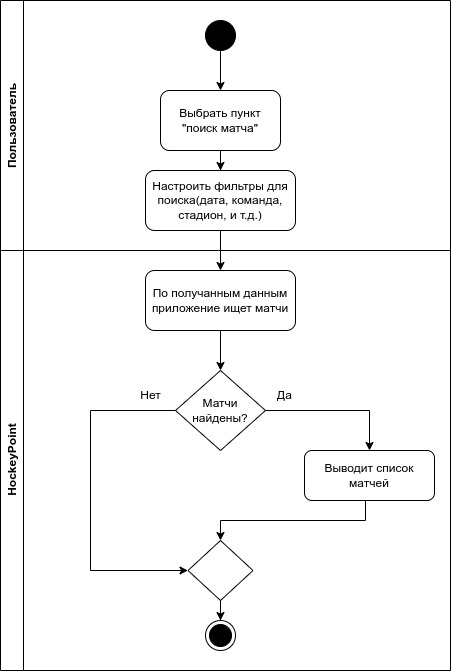 Пользователь
Выбрать пункт
"поиск матча"
Настроить фильтры для
поиска(дата, команда,
стадион, и т.д.)
HockeyPoint
По получанным данным
приложение ищет матчи
Матчи
найдены?
Нет
Да
Выводит список
матчей